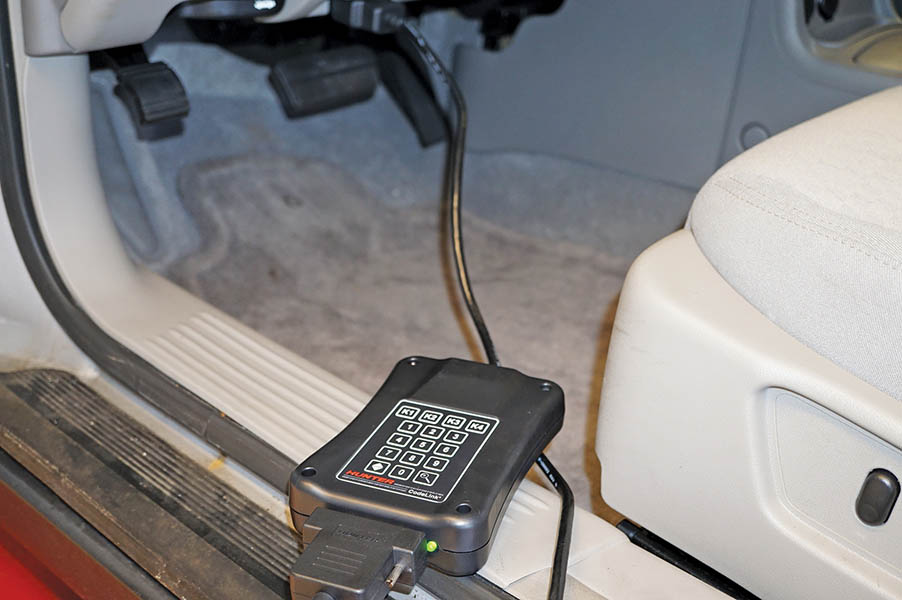 K1 K2 K3 K4
1 2 3
4 5 6
7 8 9
0
HUNTER
CodeLink®